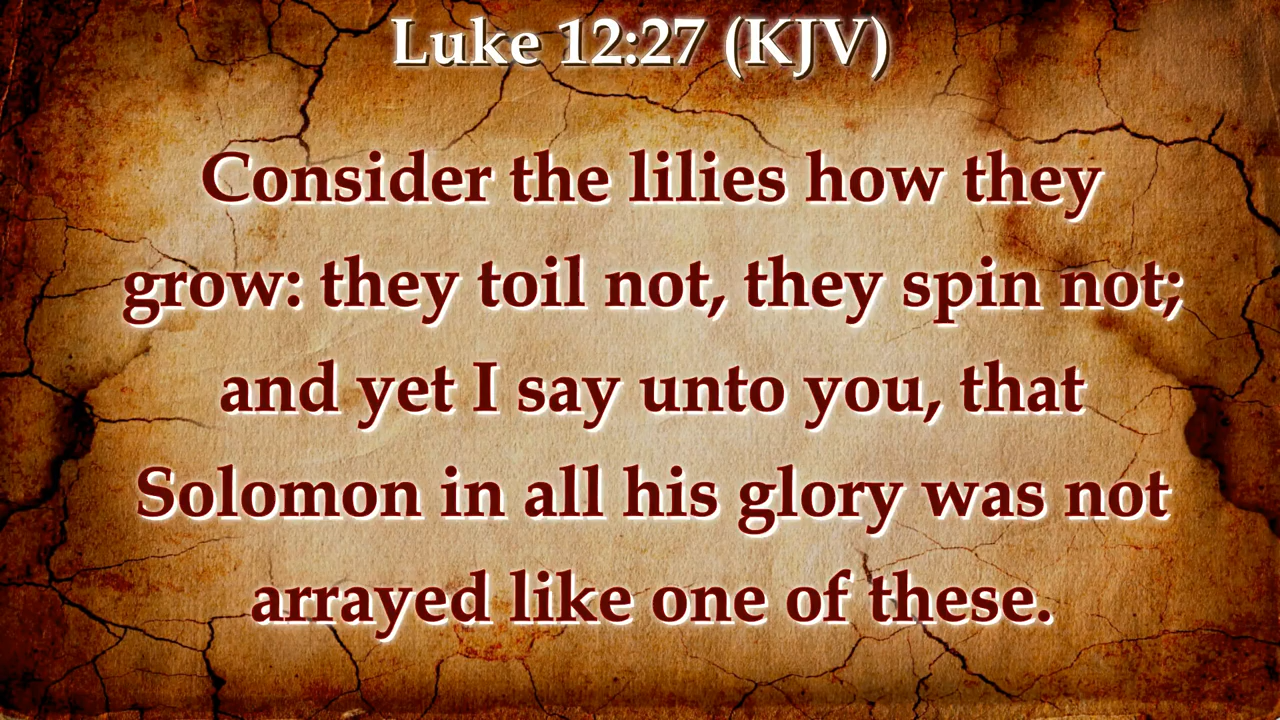 Luke 12:27 (KJV)
Consider the lilies how they
grow: they toil not, they spin not;
and yet I say unto you, that
Solomon in all his glory was not
arrayed like one of these.